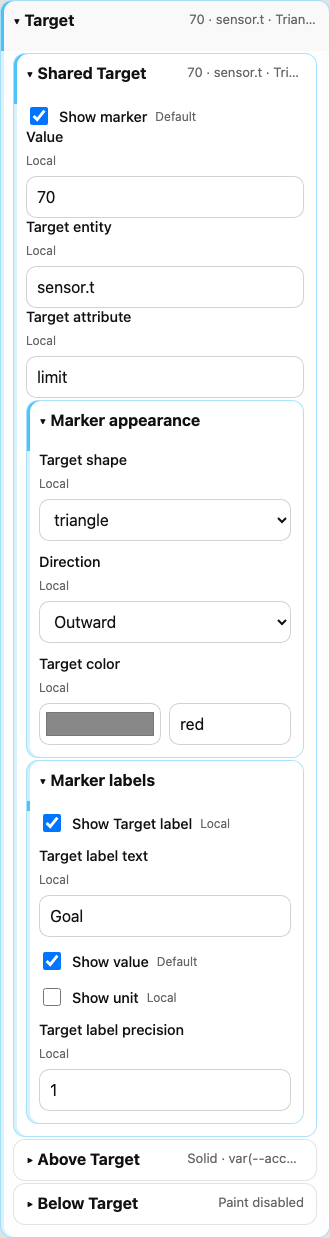 Target 70 · sensor.t · Trian...
Shared Target 70 · sensor.t · Tri...
Show marker Default
Value
Local
70
Target entity
Local
sensor.t
Target attribute
Local
limit
Marker appearance
Target shape
Local
triangle
Direction
Local
Outward
Target color
Local
red
Marker labels
Show Target label Local
Target label text
Local
Goal
Show value Default
Show unit Local
Target label precision
Local
1
Above Target Solid · var(--acc...
Below Target Paint disabled